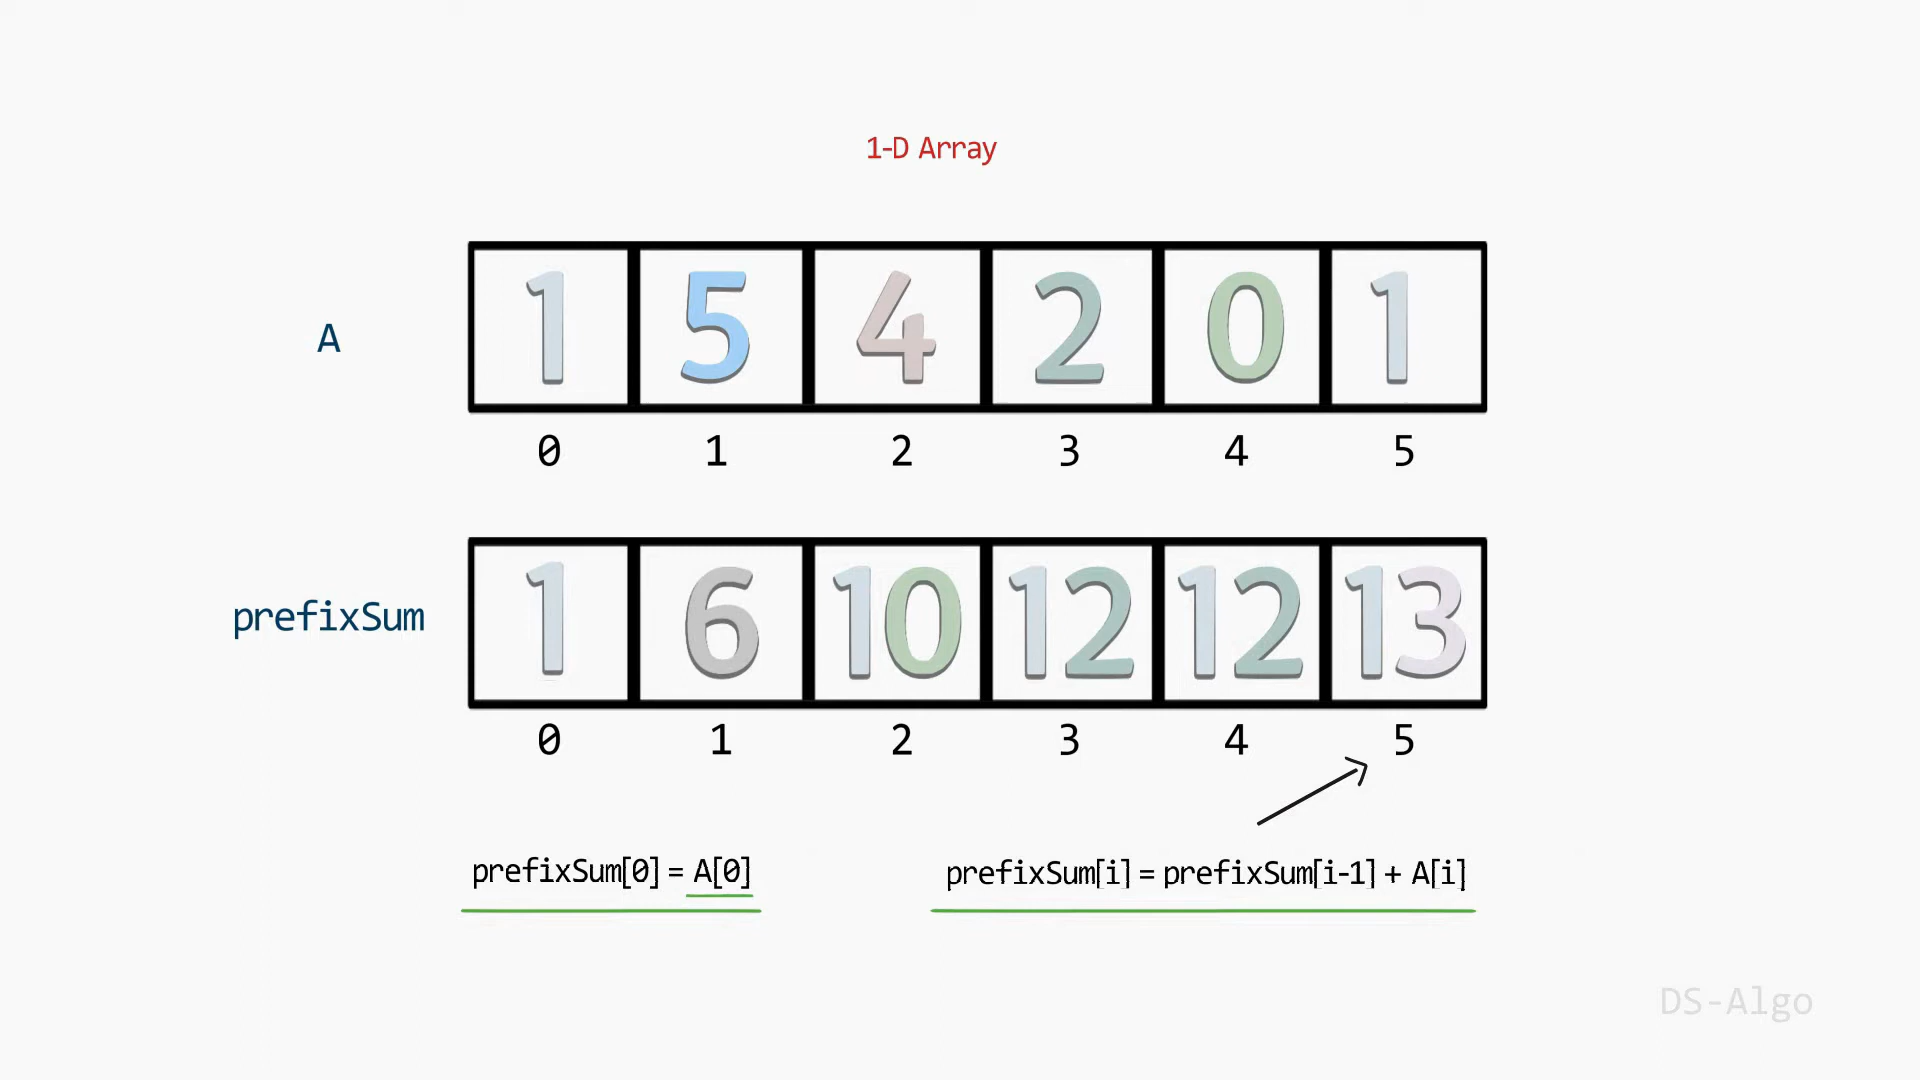 1-D Array
A
1 5 4 2 0 1
0 1 2 3 4 5
prefixSum
1 6 10 12 12 13
0 1 2 3 4 5
prefixSum[0] = A[0]
prefixSum[i] = prefixSum[i-1] + A[i]
DS-Algo